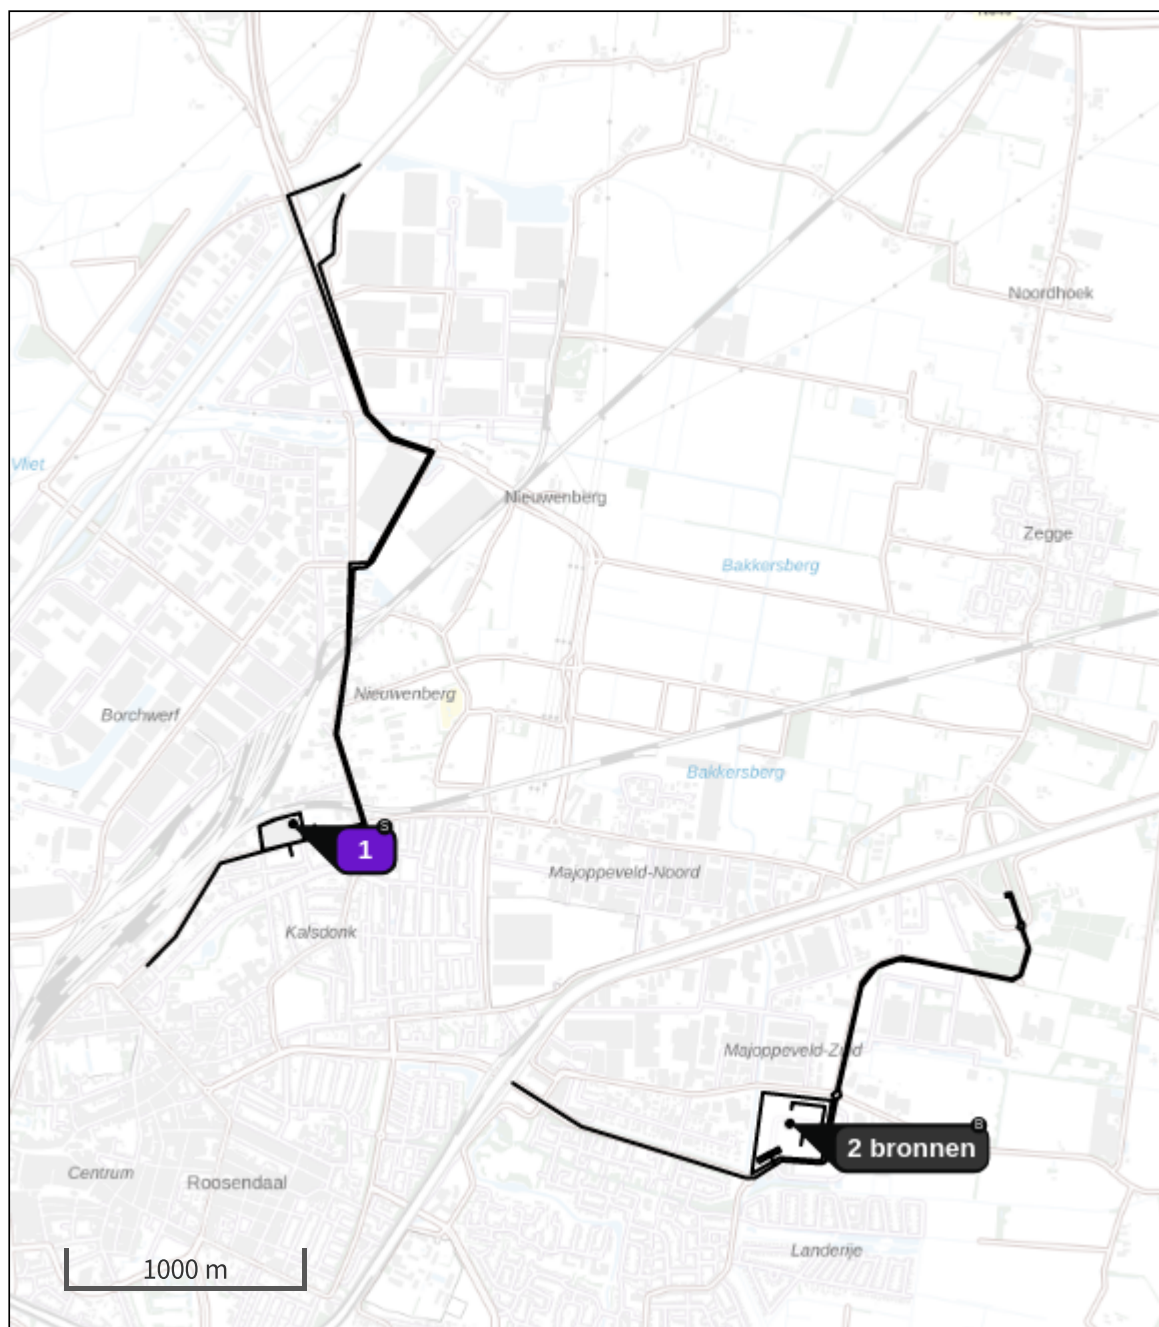 Noordhoek
Vliet
Nieuwenberg
Zegge
Bakkersberg
Nieuwenberg
Borchwerf
Bakkersberg
S
1
Majoppeveld-Noord
Kalsdonk
Majoppeveld-Zuid
B
2 bronnen
Centrum
Roosendaal
Landerije
1000 m